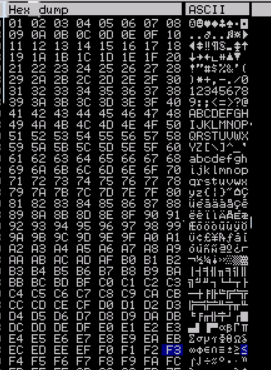 Hex dump ASCII
01 02 03 04 05 06 07 08 ☺☻♥♦♣♠•◘
09 0A 0B 0C 0D 0E 0F 10
11 12 13 14 15 16 17 18 ◄↕‼¶§▬↨↑
19 1A 1B 1C 1D 1E 1F 20 ↓→←∟↔▲▼
21 22 23 24 25 26 27 28 !"#$%&'(
29 2A 2B 2C 2D 2E 2F 30 )*+,-./0
31 32 33 34 35 36 37 38 12345678
39 3A 3B 3C 3D 3E 3F 40 9:;<=>?@
41 42 43 44 45 46 47 48 ABCDEFGH
49 4A 4B 4C 4D 4E 4F 50 IJKLMNOP
51 52 53 54 55 56 57 58 QRSTUVWX
59 5A 5B 5C 5D 5E 5F 60 YZ[\]^_`
61 62 63 64 65 66 67 68 abcdefgh
69 6A 6B 6C 6D 6E 6F 70 ijklmnop
71 72 73 74 75 76 77 78 qrstuvwx
79 7A 7B 7C 7D 7E 7F 80 yz{|}~⌂Ç
81 82 83 84 85 86 87 88 üéâäàåçê
89 8A 8B 8D 8E 8F 90 91 ëèïìÄÅÉæ
92 93 94 95 96 97 98 99 ÆôöòûùÿÖ
9A 9B 9C 9D 9E 9F A0 A1 Ü¢£¥₧ƒáí
A2 A3 A4 A5 A6 A7 A8 A9 óúñÑªº¿⌐
AA AB AC AD AF B0 B1 B2 ¬½¼¡»░▒▓
B3 B4 B5 B6 B7 B8 B9 BA │┤╡╢╖╕╣║
BB BC BD BF C0 C1 C2 C3 ╗╝╜┐└┴┬├
C4 C5 C6 C7 C8 C9 CA CB ─┼╞╟╚╔╩╦
CC CD CE CF D0 D1 D2 D3 ╠═╬╧╨╤╥╙
D4 D5 D6 D7 D8 D9 DA DB ╘╒╓╫╪┘┌█
DC DD DE DF E0 E1 E2 E3 ▄▌▐▀αßΓπ
E4 E5 E6 E7 E8 E9 EA EB ΣσµτΦΘΩδ
EC ED EE EF F0 F1 F2 F3 ∞φε∩≡±≥≤
F4 F5 F6 F7 F8 F9 FA FC ⌠⌡÷≈°∙·ⁿ